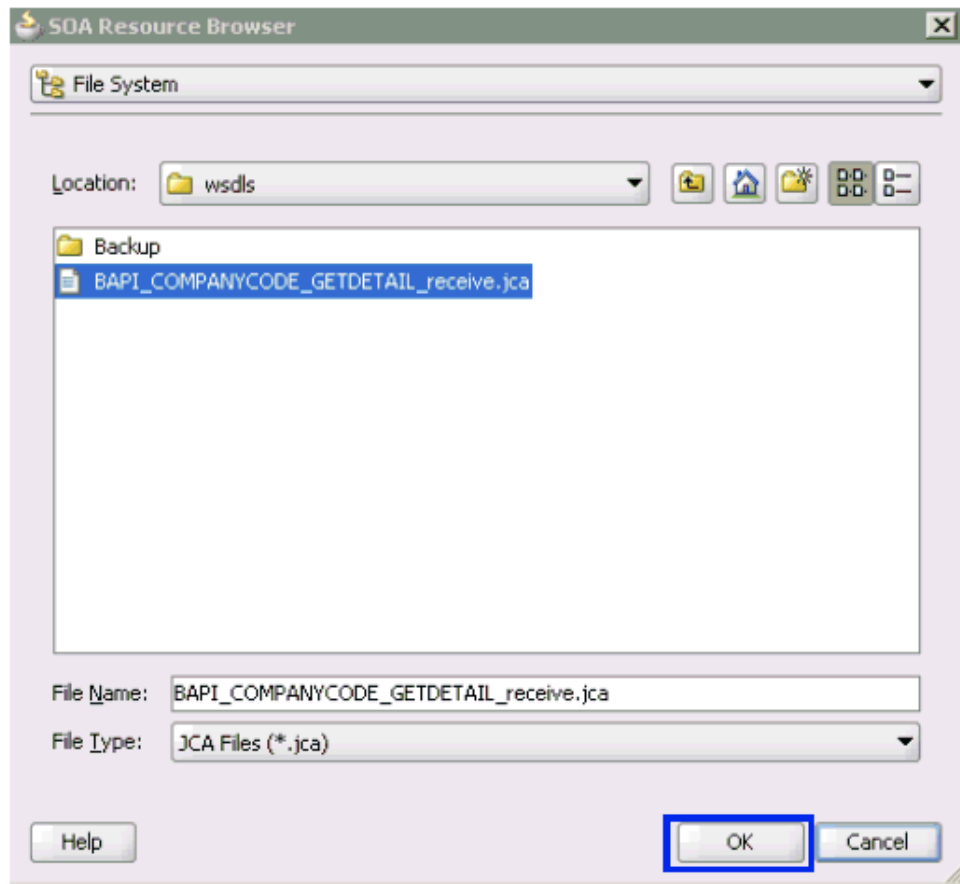 SOA Resource Browser
File System
Location: wsdls
Backup
BAPI_COMPANYCODE_GETDETAIL_receive.jca
File Name: BAPI_COMPANYCODE_GETDETAIL_receive.jca
File Type: JCA Files (*.jca)
Help OK Cancel